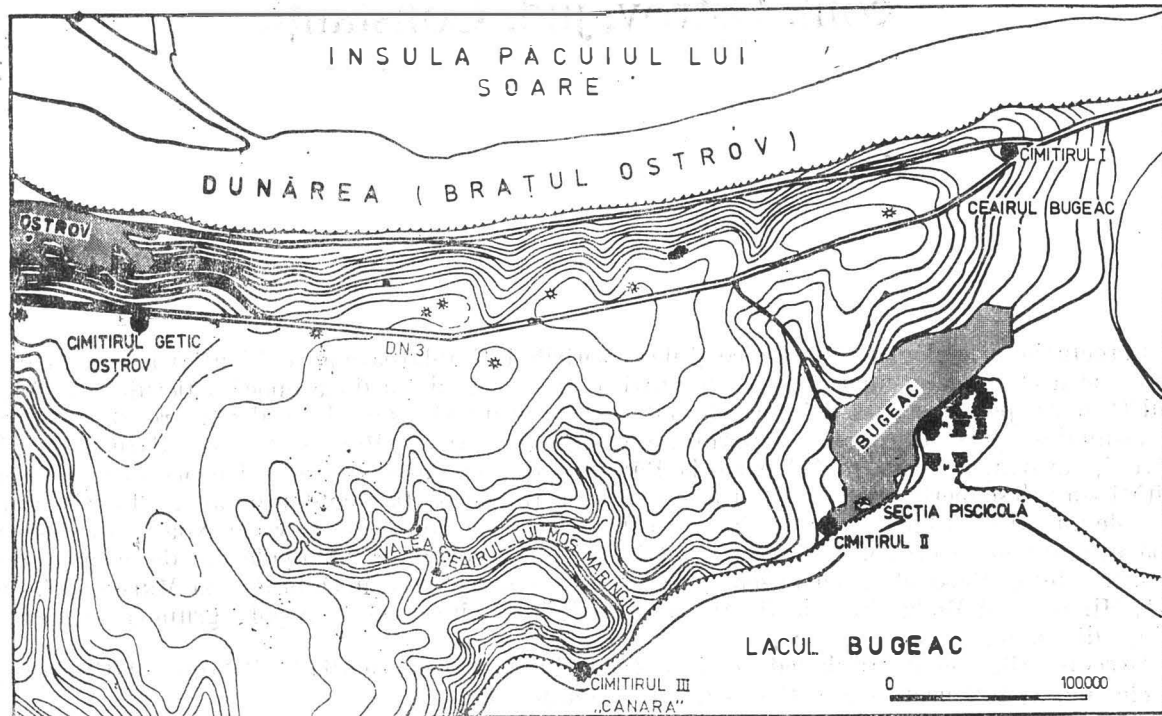 INSULA PĂCUIUL LUI
SOARE
DUNĂREA (BRAȚUL OSTROV)
CIMITIRUL I
CEAIRUL BUGEAC
OSTROV
CIMITIRUL GETIC
OSTROV
D.N.3
BUGEAC
SECȚIA PISCICOLĂ
CIMITIRUL II
VALEA CEAIRUL LUI MOȘ MARINCIU
LACUL BUGEAC
CIMITIRUL III
„CANARA"
0 100000